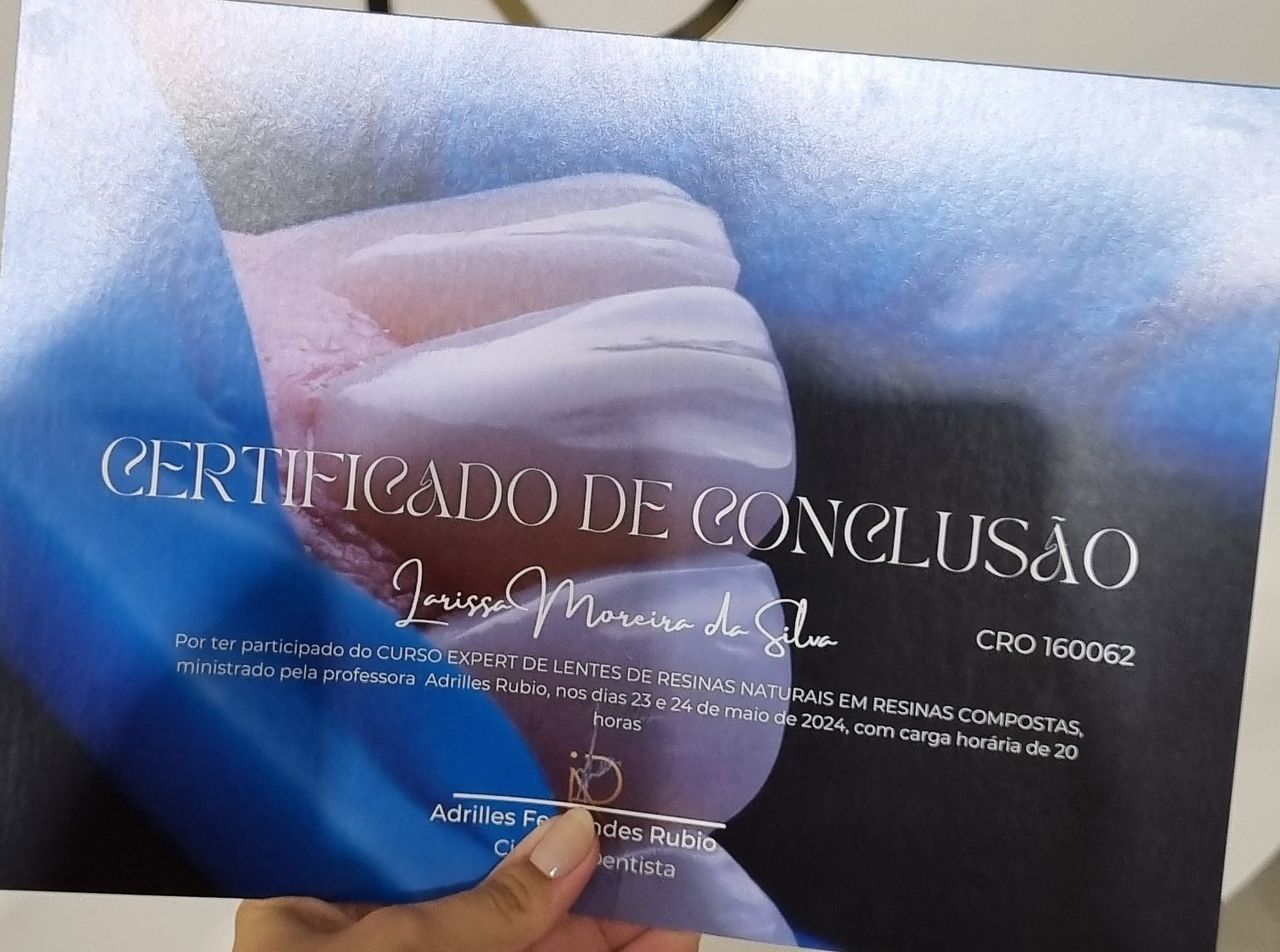 CERTIFICADO DE CONCLUSÃO
Larissa Moreira da Silva
CRO 160062
Por ter participado do CURSO EXPERT DE LENTES DE RESINAS NATURAIS EM RESINAS COMPOSTAS,
ministrado pela professora Adrilles Rubio, nos dias 23 e 24 de maio de 2024, com carga horária de 20
horas
Adrilles Rubio